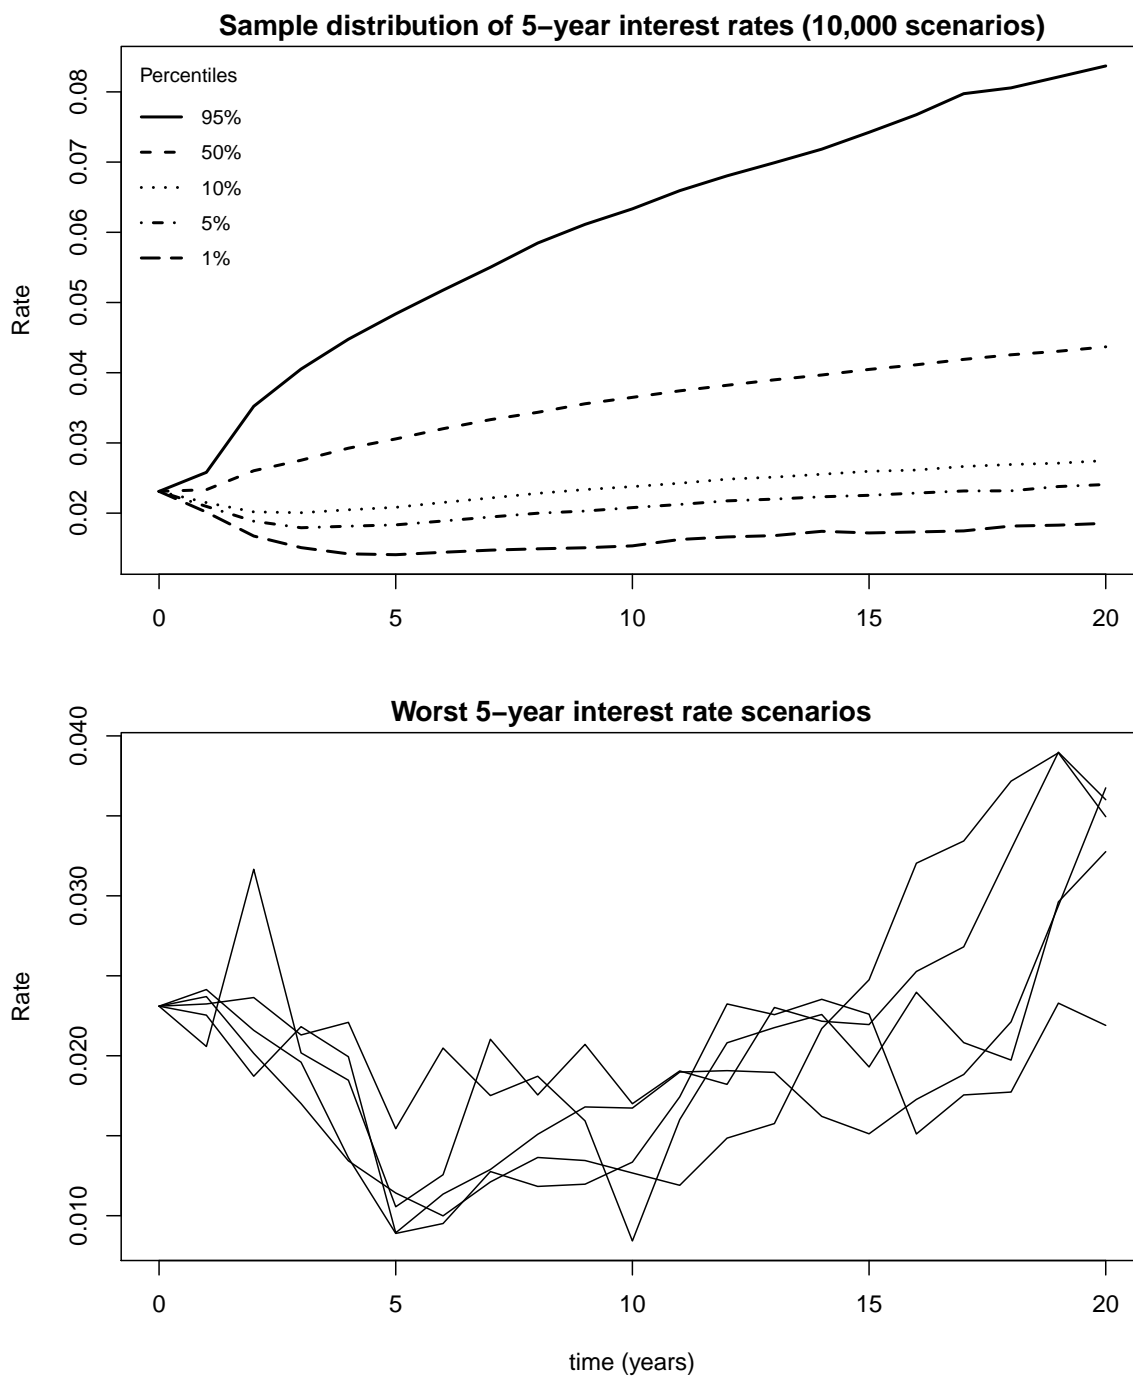 Sample distribution of 5−year interest rates (10,000 scenarios)
Percentiles
95%
50%
10%
5%
1%
Rate
0.08
0.07
0.06
0.05
0.04
0.03
0.02
0 5 10 15 20
Worst 5−year interest rate scenarios
Rate
0.040
0.030
0.020
0.010
0 5 10 15 20
time (years)